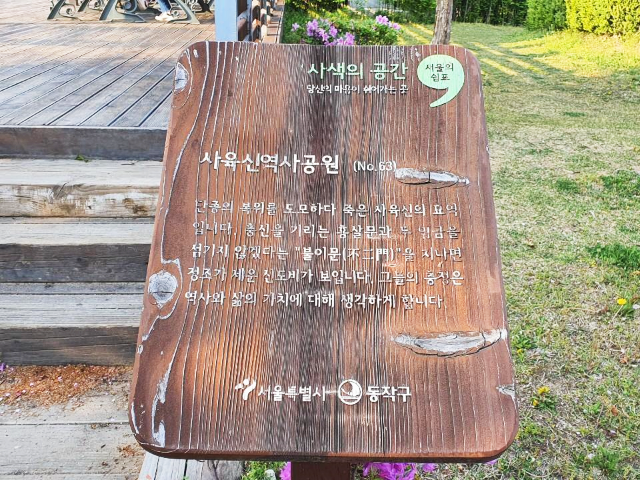 사색의 공간
서울의
쉼표
당신의 마음이 쉬어가는 곳
사육신역사공원 (No.63)
단종의 복위를 도모하다 죽은 사육신의 묘역
입니다. 충신을 기리는 홍살문과, 두 임금을
섬기지 않겠다는 "불이문(不二門)"을 지나면
정조가 세운 신도비가 보입니다. 그들의 충정은
역사와 삶의 가치에 대해 생각하게 합니다.
서울특별시 동작구